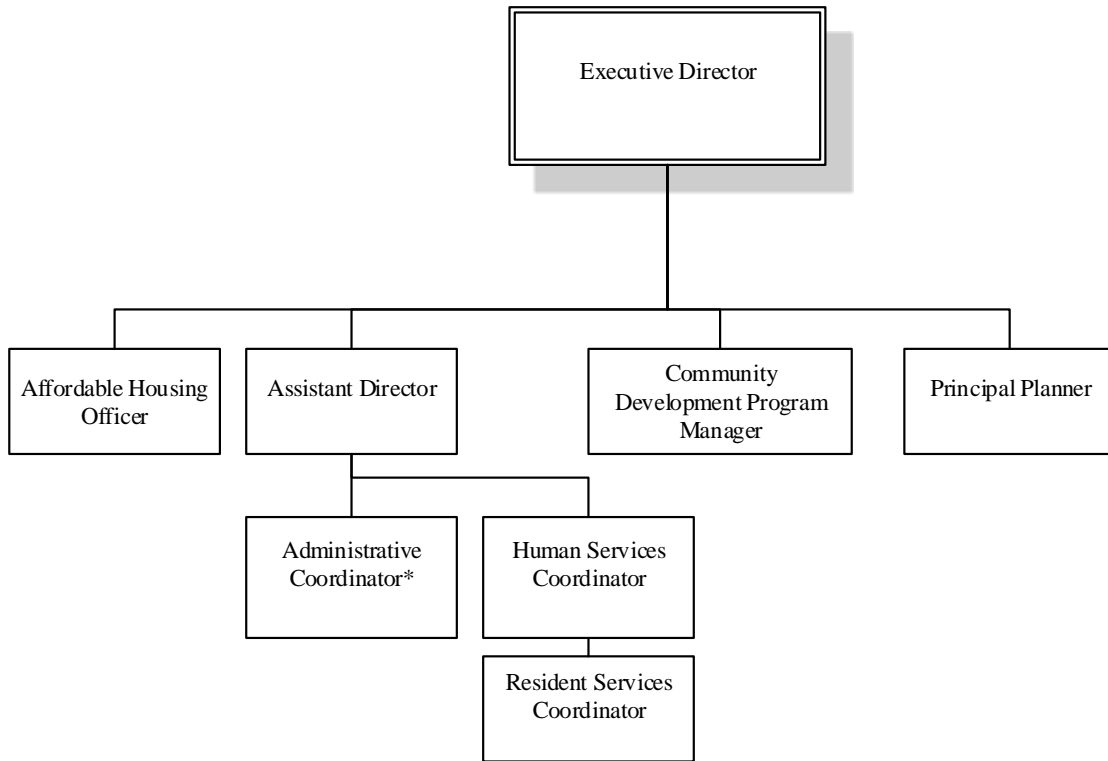 Executive Director
Affordable Housing
Officer
Assistant Director
Community
Development Program
Manager
Principal Planner
Administrative
Coordinator*
Human Services
Coordinator
Resident Services
Coordinator